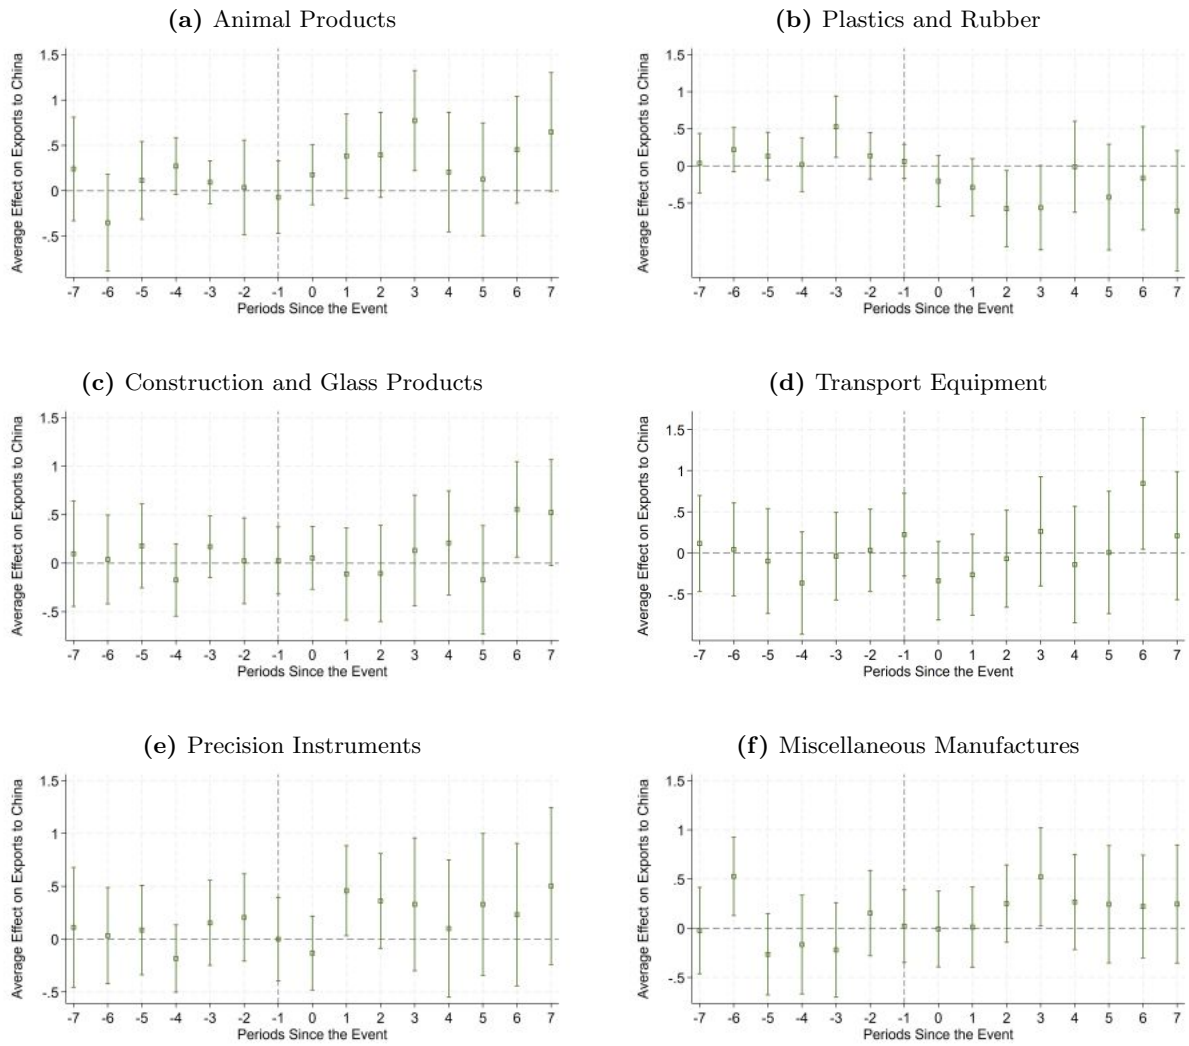 (a) Animal Products
Average Effect on Exports to China
1.5
1
.5
0
-.5
-7 -6 -5 -4 -3 -2 -1 0 1 2 3 4 5 6 7
Periods Since the Event
(b) Plastics and Rubber
Average Effect on Exports to China
1.5
1
.5
0
-.5
-7 -6 -5 -4 -3 -2 -1 0 1 2 3 4 5 6 7
Periods Since the Event
(c) Construction and Glass Products
Average Effect on Exports to China
1.5
1
.5
0
-.5
-7 -6 -5 -4 -3 -2 -1 0 1 2 3 4 5 6 7
Periods Since the Event
(d) Transport Equipment
Average Effect on Exports to China
1.5
1
.5
0
-.5
-7 -6 -5 -4 -3 -2 -1 0 1 2 3 4 5 6 7
Periods Since the Event
(e) Precision Instruments
Average Effect on Exports to China
1.5
1
.5
0
-.5
-7 -6 -5 -4 -3 -2 -1 0 1 2 3 4 5 6 7
Periods Since the Event
(f) Miscellaneous Manufactures
Average Effect on Exports to China
1.5
1
.5
0
-.5
-7 -6 -5 -4 -3 -2 -1 0 1 2 3 4 5 6 7
Periods Since the Event